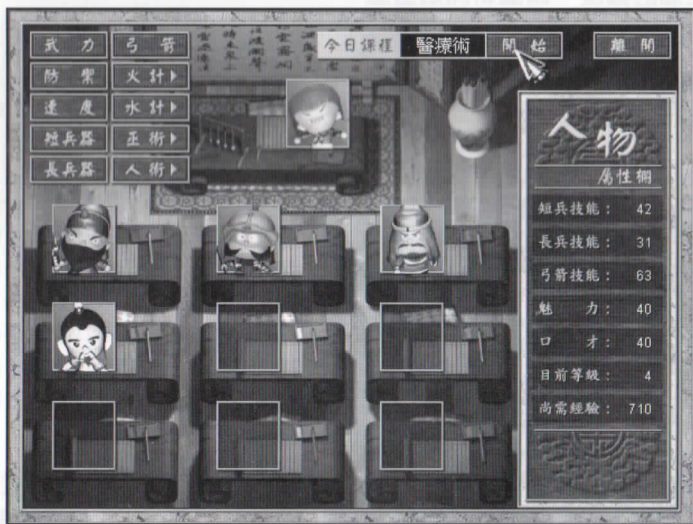 武力 弓箭
今日課程 醫療術 開始
離開
防禦 火計
速度 水計
短兵器 巫術
長兵器 人術
人物
屬性欄
短兵技能：42
長兵技能：31
弓箭技能：63
魅力：40
口才：40
目前等級：4
尚需經驗：710